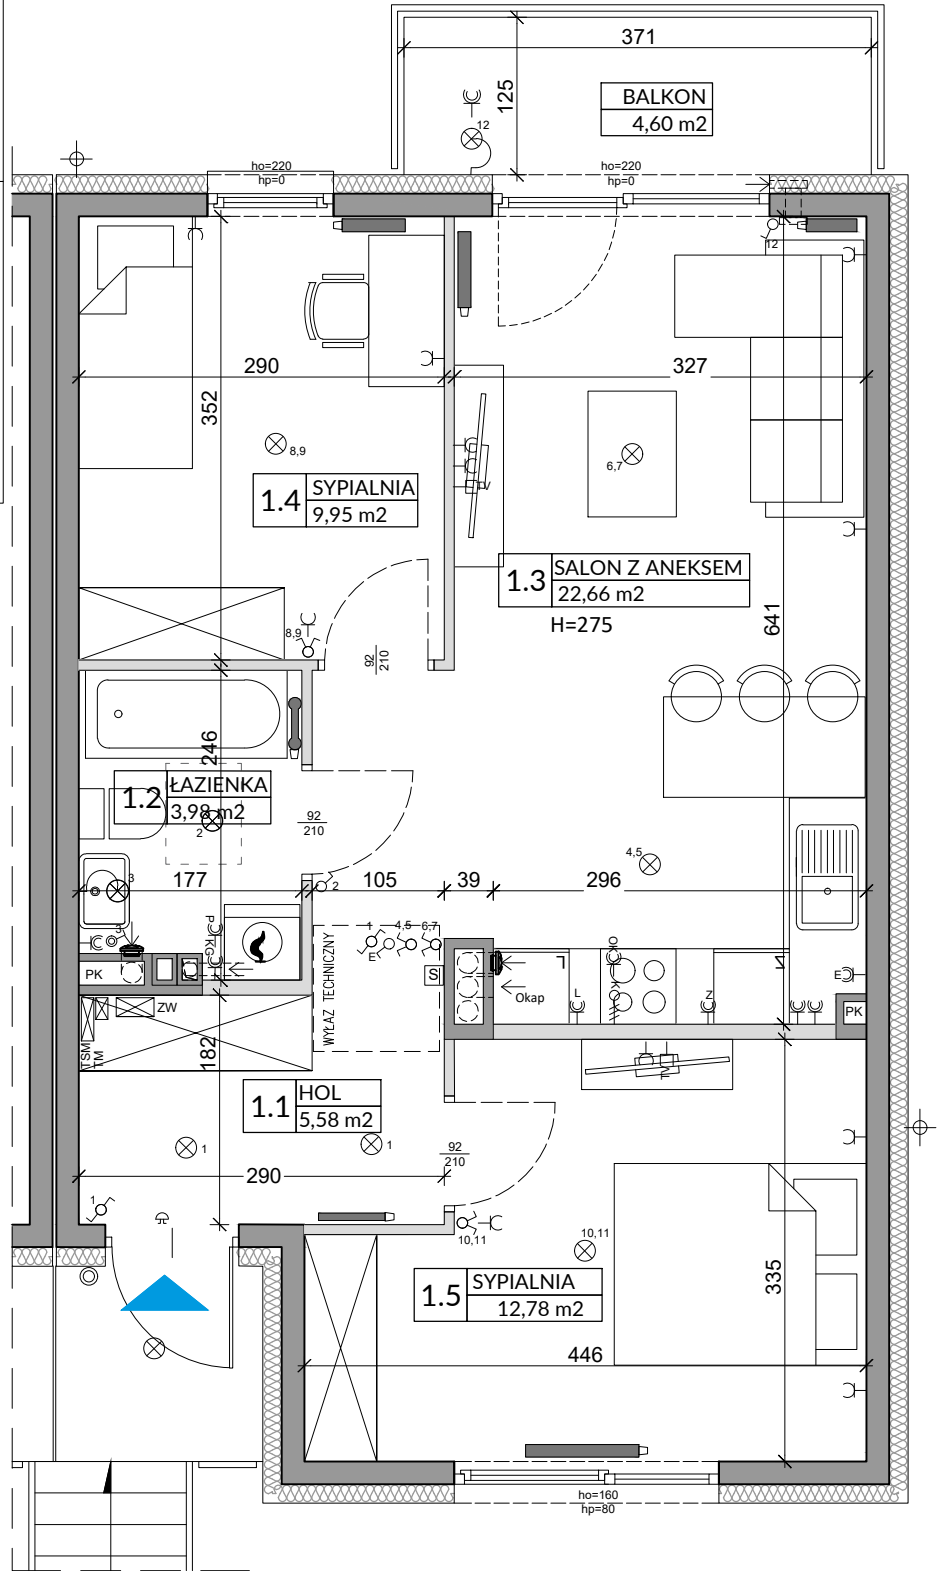 371
125
BALKON
4,60 m2
12
ho=220
hp=0
ho=220
hp=0
12
290
327
352
8,9
6,7
1.4 SYPIALNIA
9,95 m2
1.3 SALON Z ANEKSEM
22,66 m2
H=275
641
8,9
92
210
246
1.2 ŁAZIENKA
3,98 m2
2
92
210
4,5
3
177
105
39
296
2
3
1
4,5
6,7
E
S
WYŁAZ TECHNICZNY
PK
Okap
L
Z
E
PK
ZW
TSM
TM
182
1.1 HOL
5,58 m2
1
1
92
210
290
1
10,11
10,11
1.5 SYPIALNIA
12,78 m2
335
446
ho=160
hp=80